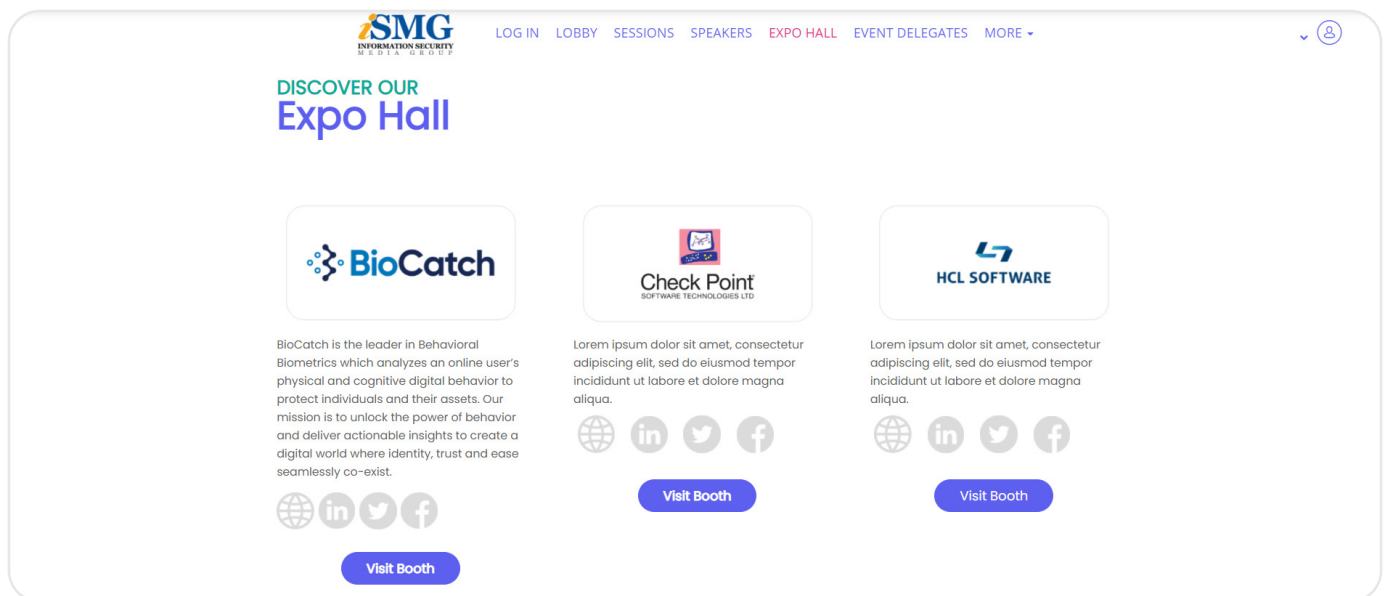 iSMG
INFORMATION SECURITY
MEDIA GROUP
LOG IN LOBBY SESSIONS SPEAKERS EXPO HALL EVENT DELEGATES MORE
DISCOVER OUR
Expo Hall
BioCatch
BioCatch is the leader in Behavioral
Biometrics which analyzes an online user’s
physical and cognitive digital behavior to
protect individuals and their assets. Our
mission is to unlock the power of behavior
and deliver actionable insights to create a
digital world where identity, trust and ease
seamlessly co-exist.
in
Visit Booth
Check Point
SOFTWARE TECHNOLOGIES LTD
Lorem ipsum dolor sit amet, consectetur
adipiscing elit, sed do eiusmod tempor
incididunt ut labore et dolore magna
aliqua.
in
Visit Booth
HCL SOFTWARE
Lorem ipsum dolor sit amet, consectetur
adipiscing elit, sed do eiusmod tempor
incididunt ut labore et dolore magna
aliqua.
in
Visit Booth